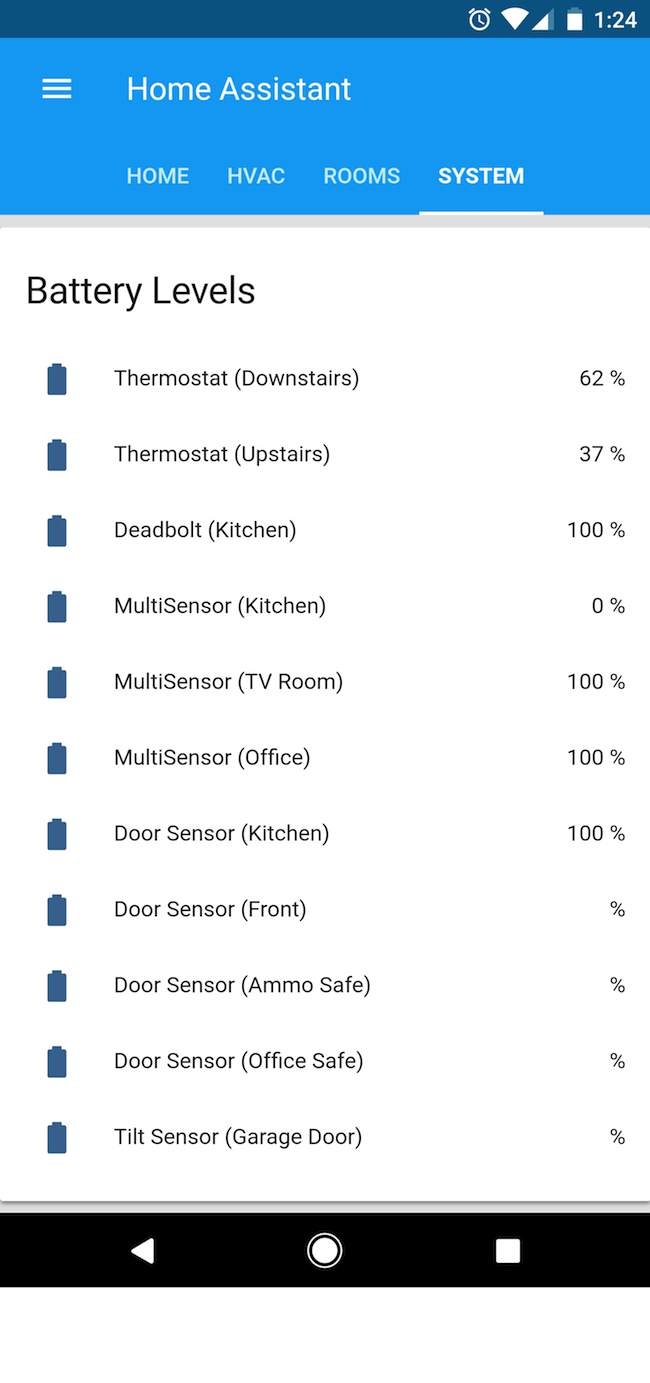 1:24
Home Assistant
HOME HVAC ROOMS SYSTEM
Battery Levels
Thermostat (Downstairs) 62 %
Thermostat (Upstairs) 37 %
Deadbolt (Kitchen) 100 %
MultiSensor (Kitchen) 0 %
MultiSensor (TV Room) 100 %
MultiSensor (Office) 100 %
Door Sensor (Kitchen) 100 %
Door Sensor (Front) %
Door Sensor (Ammo Safe) %
Door Sensor (Office Safe) %
Tilt Sensor (Garage Door) %